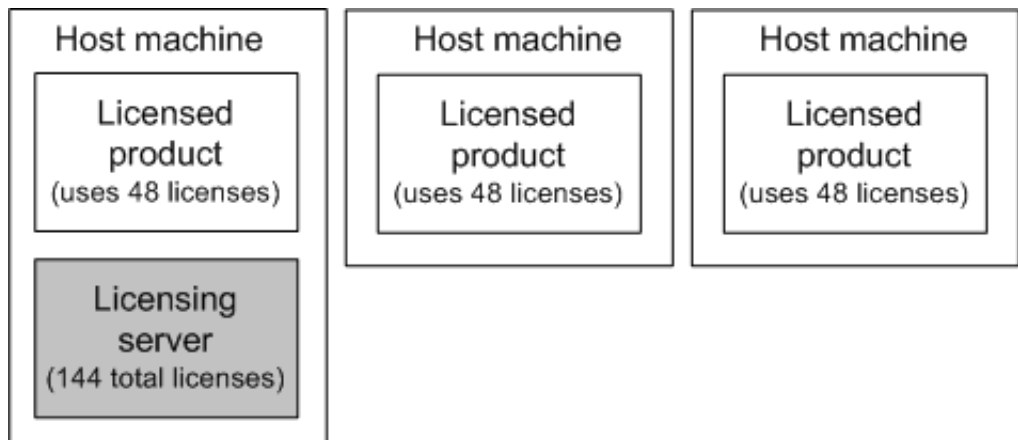 Host machine
Licensed
product
(uses 48 licenses)
Licensing
server
(144 total licenses)
Host machine
Licensed
product
(uses 48 licenses)
Host machine
Licensed
product
(uses 48 licenses)